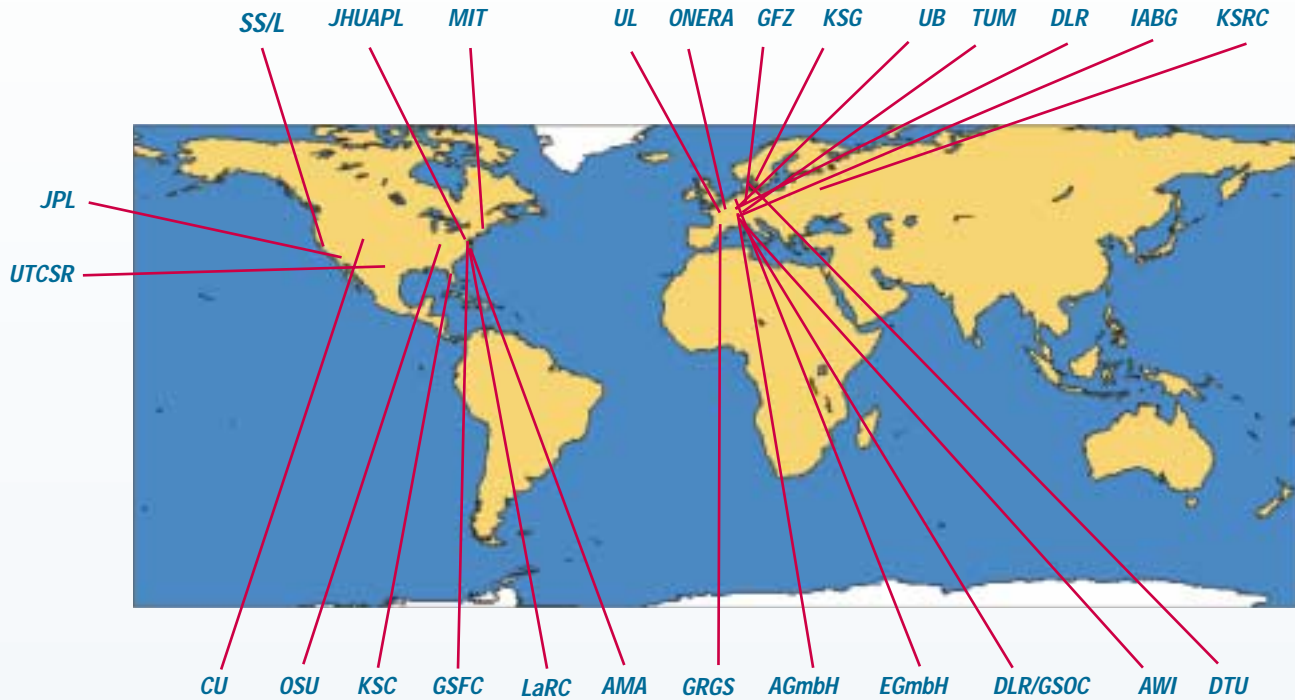 SS/L JHUAPL MIT UL ONERA GFZ KSG UB TUM DLR IABG KSRC
JPL
UTCSR
CU OSU KSC GSFC LaRC AMA GRGS AGmbH EGmbH DLR/GSOC AWI DTU